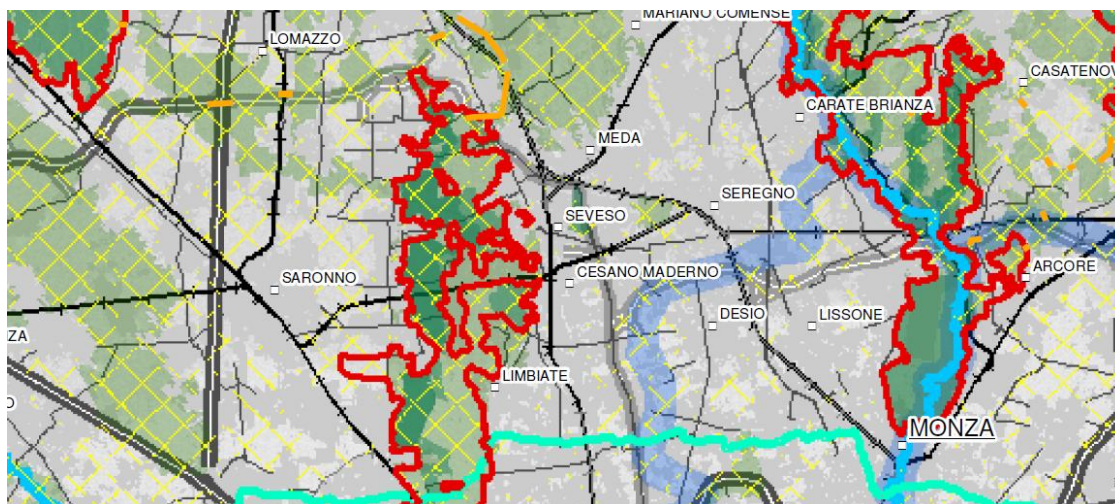 MARIANO COMENSE
LOMAZZO
CASATENOV
CARATE BRIANZA
MEDA
SEREGNO
SEVESO
CESANO MADERNO
ARCORE
SARONNO
DESIO
LISSONE
ZA
LIMBIATE
O
MONZA